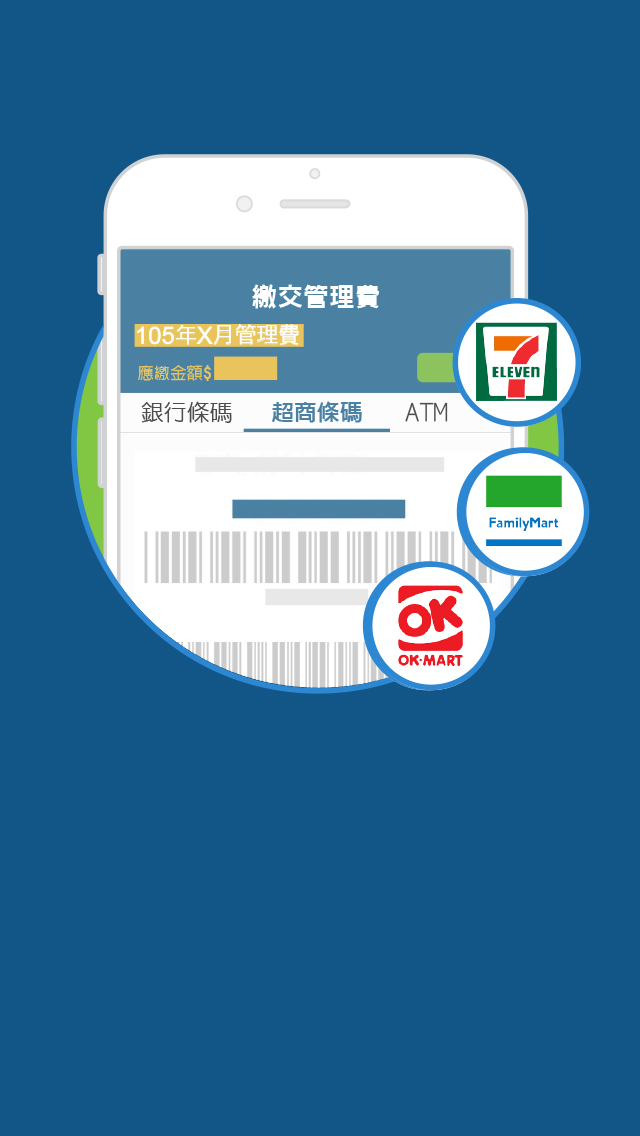 繳交管理費
105年X月管理費
應繳金額$
銀行條碼 超商條碼 ATM
7
ELEVEn
FamilyMart
OK
OK·MART